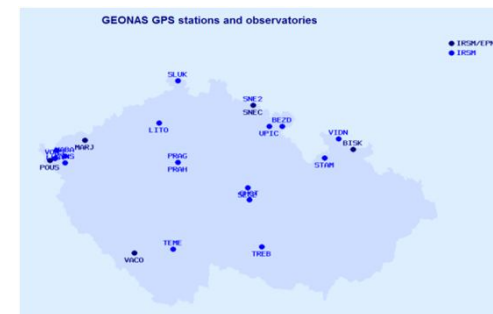 GEONAS GPS stations and observatories
IRSM/EPN
IRSM
SLUK
SNE2
SNEC
BEZD
UPIC
LITO
VIDN
BISK
MARJ
POUS
PRAG
PRAH
STAM
TEME
VACO
TREB